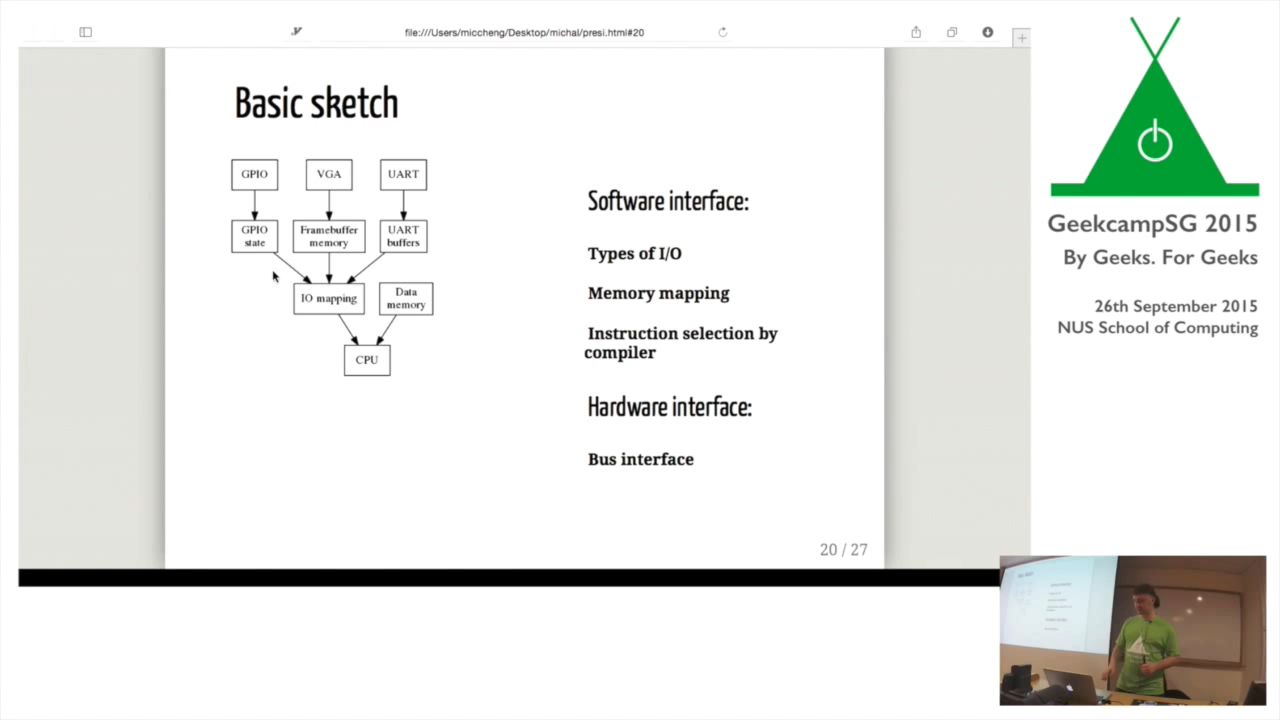 file:///Users/miccheng/Desktop/michal/presi.html#20
Basic sketch
GPIO
VGA
UART
GPIO
state
Framebuffer
memory
UART
buffers
IO mapping
Data
memory
CPU
Software interface:
Types of I/O
Memory mapping
Instruction selection by
compiler
Hardware interface:
Bus interface
20 / 27
GeekcampSG 2015
By Geeks. For Geeks
26th September 2015
NUS School of Computing